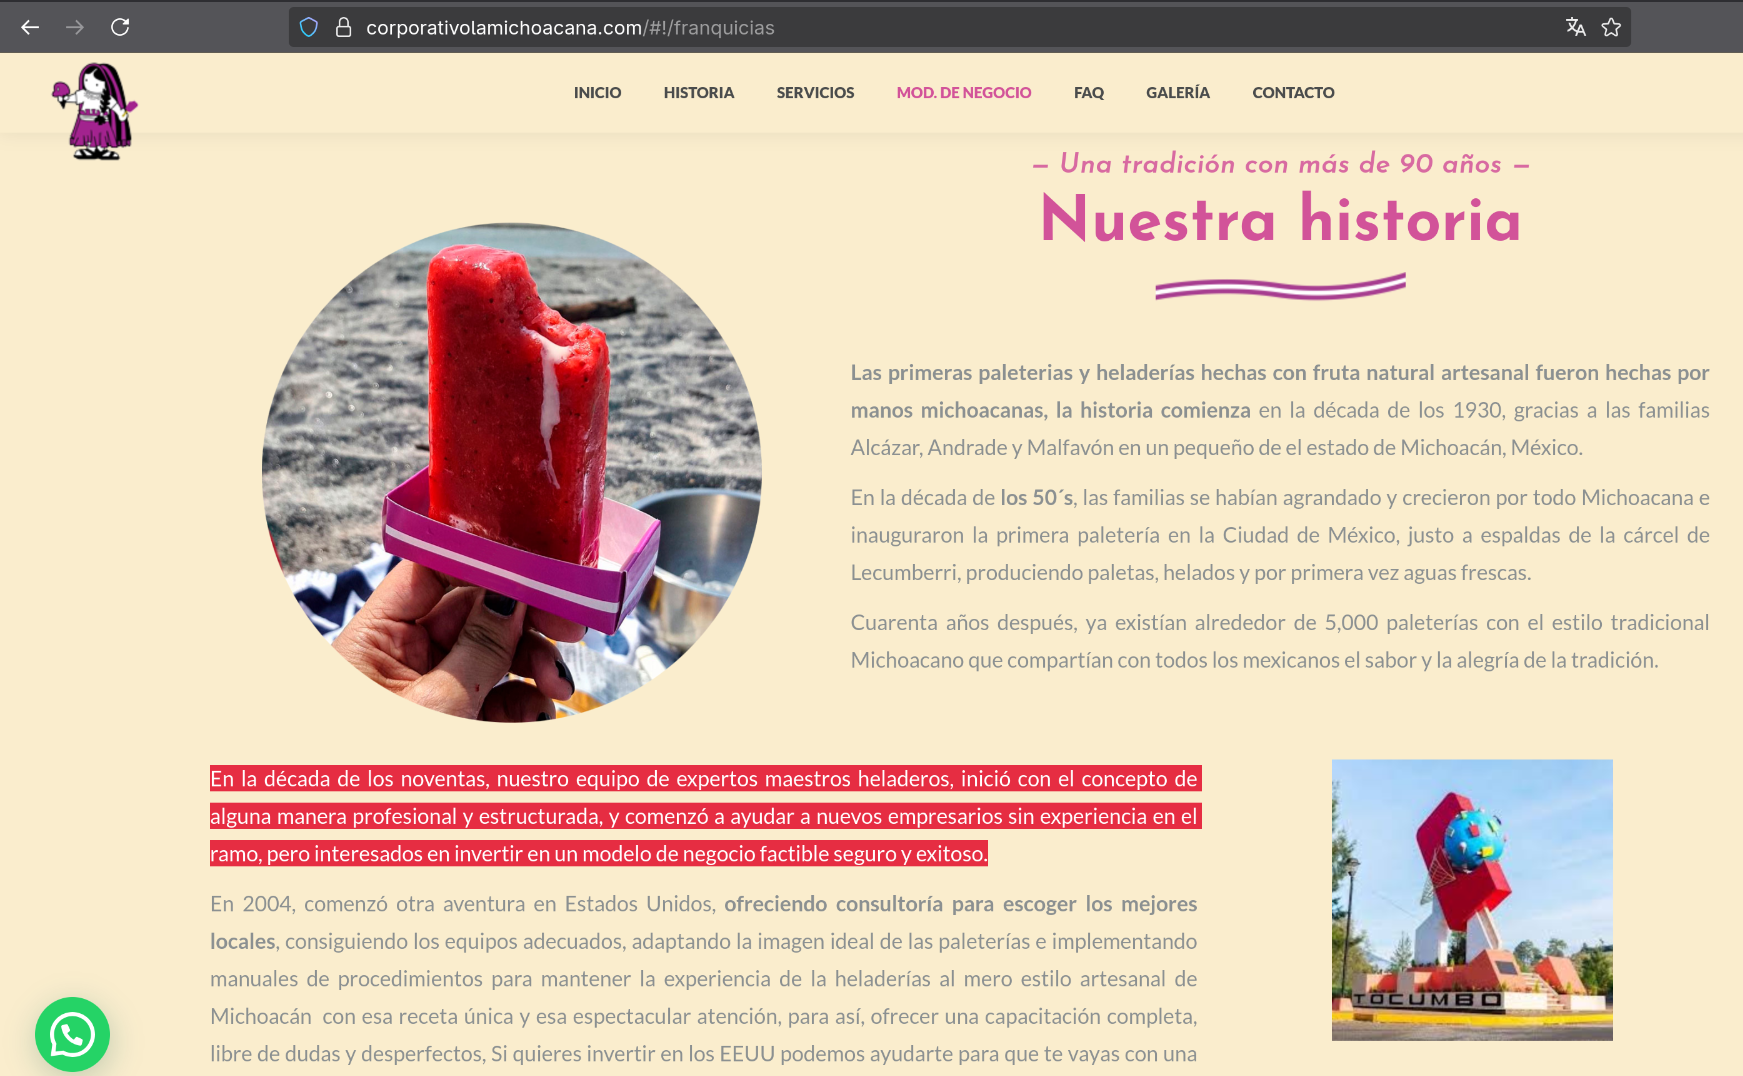 corporativolamichoacana.com/#!/franquicias
INICIO
HISTORIA
SERVICIOS
MOD. DE NEGOCIO
FAQ
GALERÍA
CONTACTO
– Una tradición con más de 90 años –
Nuestra historia
Las primeras paleterias y heladerías hechas con fruta natural artesanal fueron hechas por
manos michoacanas, la historia comienza en la década de los 1930, gracias a las familias
Alcázar, Andrade y Malfavón en un pequeño de el estado de Michoacán, México.
En la década de los 50´s, las familias se habían agrandado y crecieron por todo Michoacana e
inauguraron la primera paletería en la Ciudad de México, justo a espaldas de la cárcel de
Lecumberri, produciendo paletas, helados y por primera vez aguas frescas.
Cuarenta años después, ya existían alrededor de 5,000 paleterías con el estilo tradicional
Michoacano que compartían con todos los mexicanos el sabor y la alegría de la tradición.
En la década de los noventas, nuestro equipo de expertos maestros heladeros, inició con el concepto de
alguna manera profesional y estructurada, y comenzó a ayudar a nuevos empresarios sin experiencia en el
ramo, pero interesados en invertir en un modelo de negocio factible seguro y exitoso.
En 2004, comenzó otra aventura en Estados Unidos, ofreciendo consultoría para escoger los mejores
locales, consiguiendo los equipos adecuados, adaptando la imagen ideal de las paleterías e implementando
manuales de procedimientos para mantener la experiencia de la heladerías al mero estilo artesanal de
Michoacán con esa receta única y esa espectacular atención, para así, ofrecer una capacitación completa,
libre de dudas y desperfectos, Si quieres invertir en los EEUU podemos ayudarte para que te vayas con una
TOCUMBO